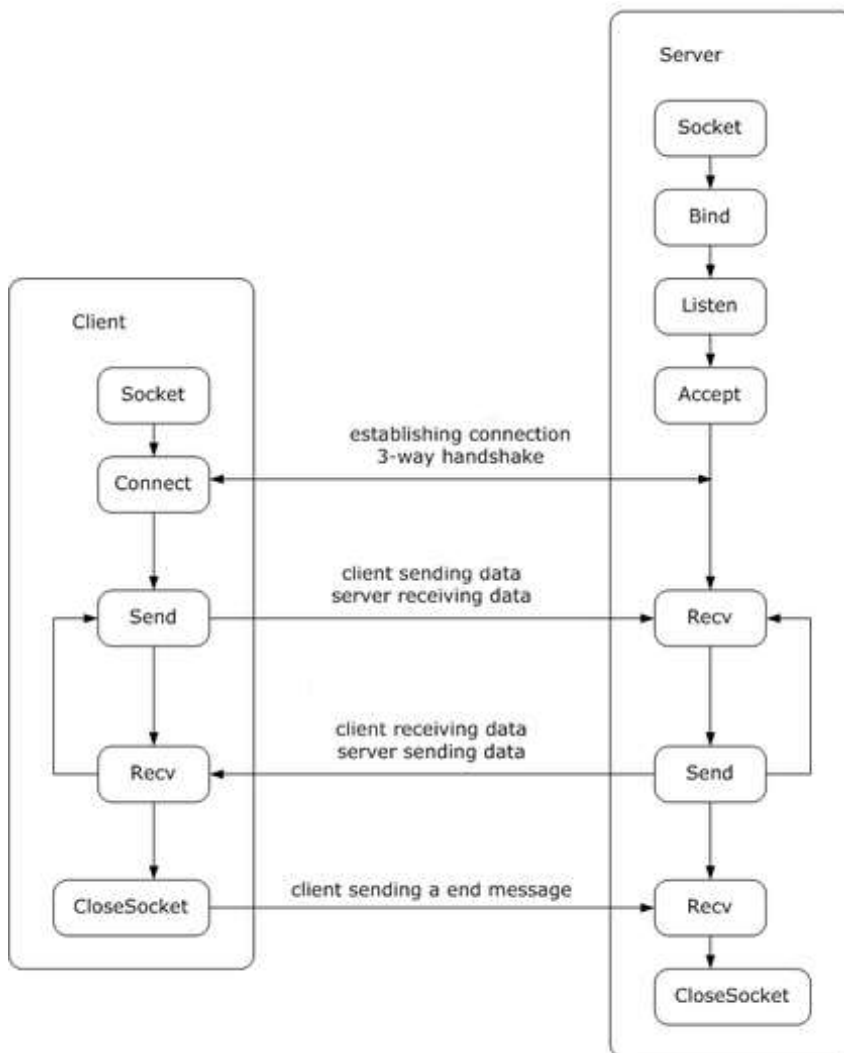 Server
Socket
Bind
Listen
Accept
Client
Socket
Connect
establishing connection
3-way handshake
client sending data
server receiving data
Send
Recv
client receiving data
server sending data
Recv
Send
client sending a end message
CloseSocket
Recv
CloseSocket